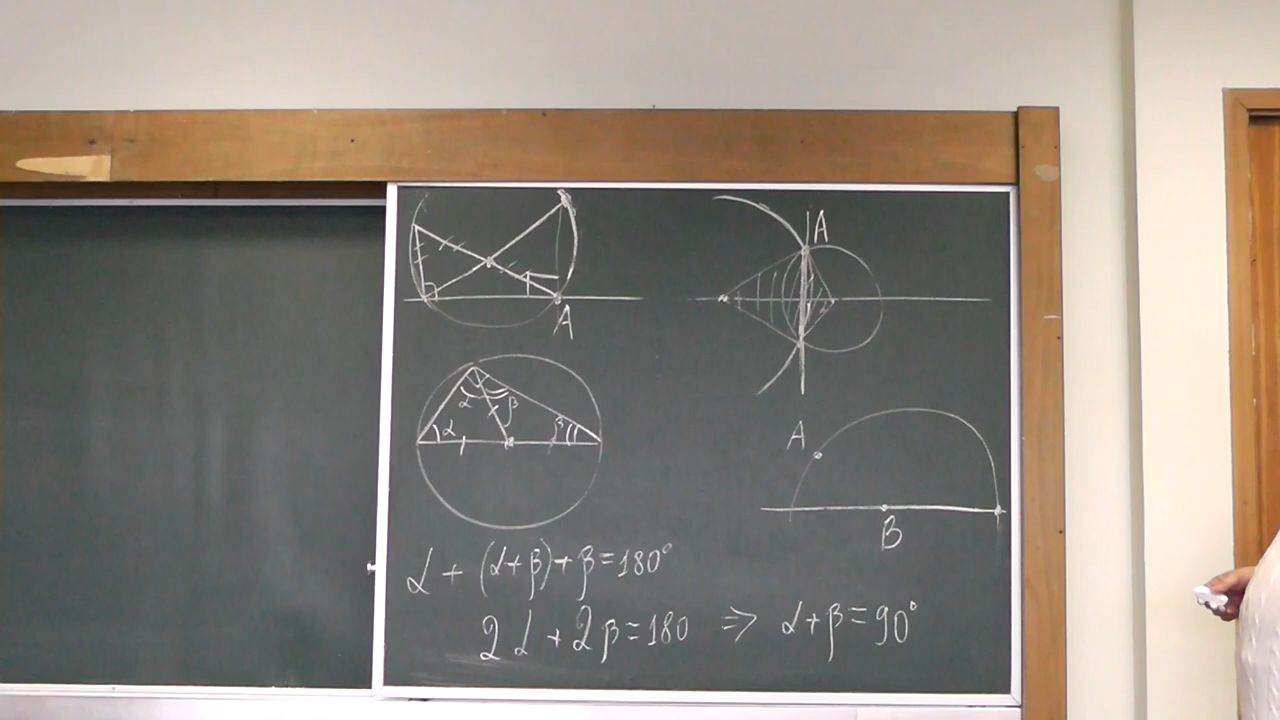 A
A
α β
α β
A
B
α + (α+β) + β = 180°
2α + 2β = 180 ⇒ α + β = 90°